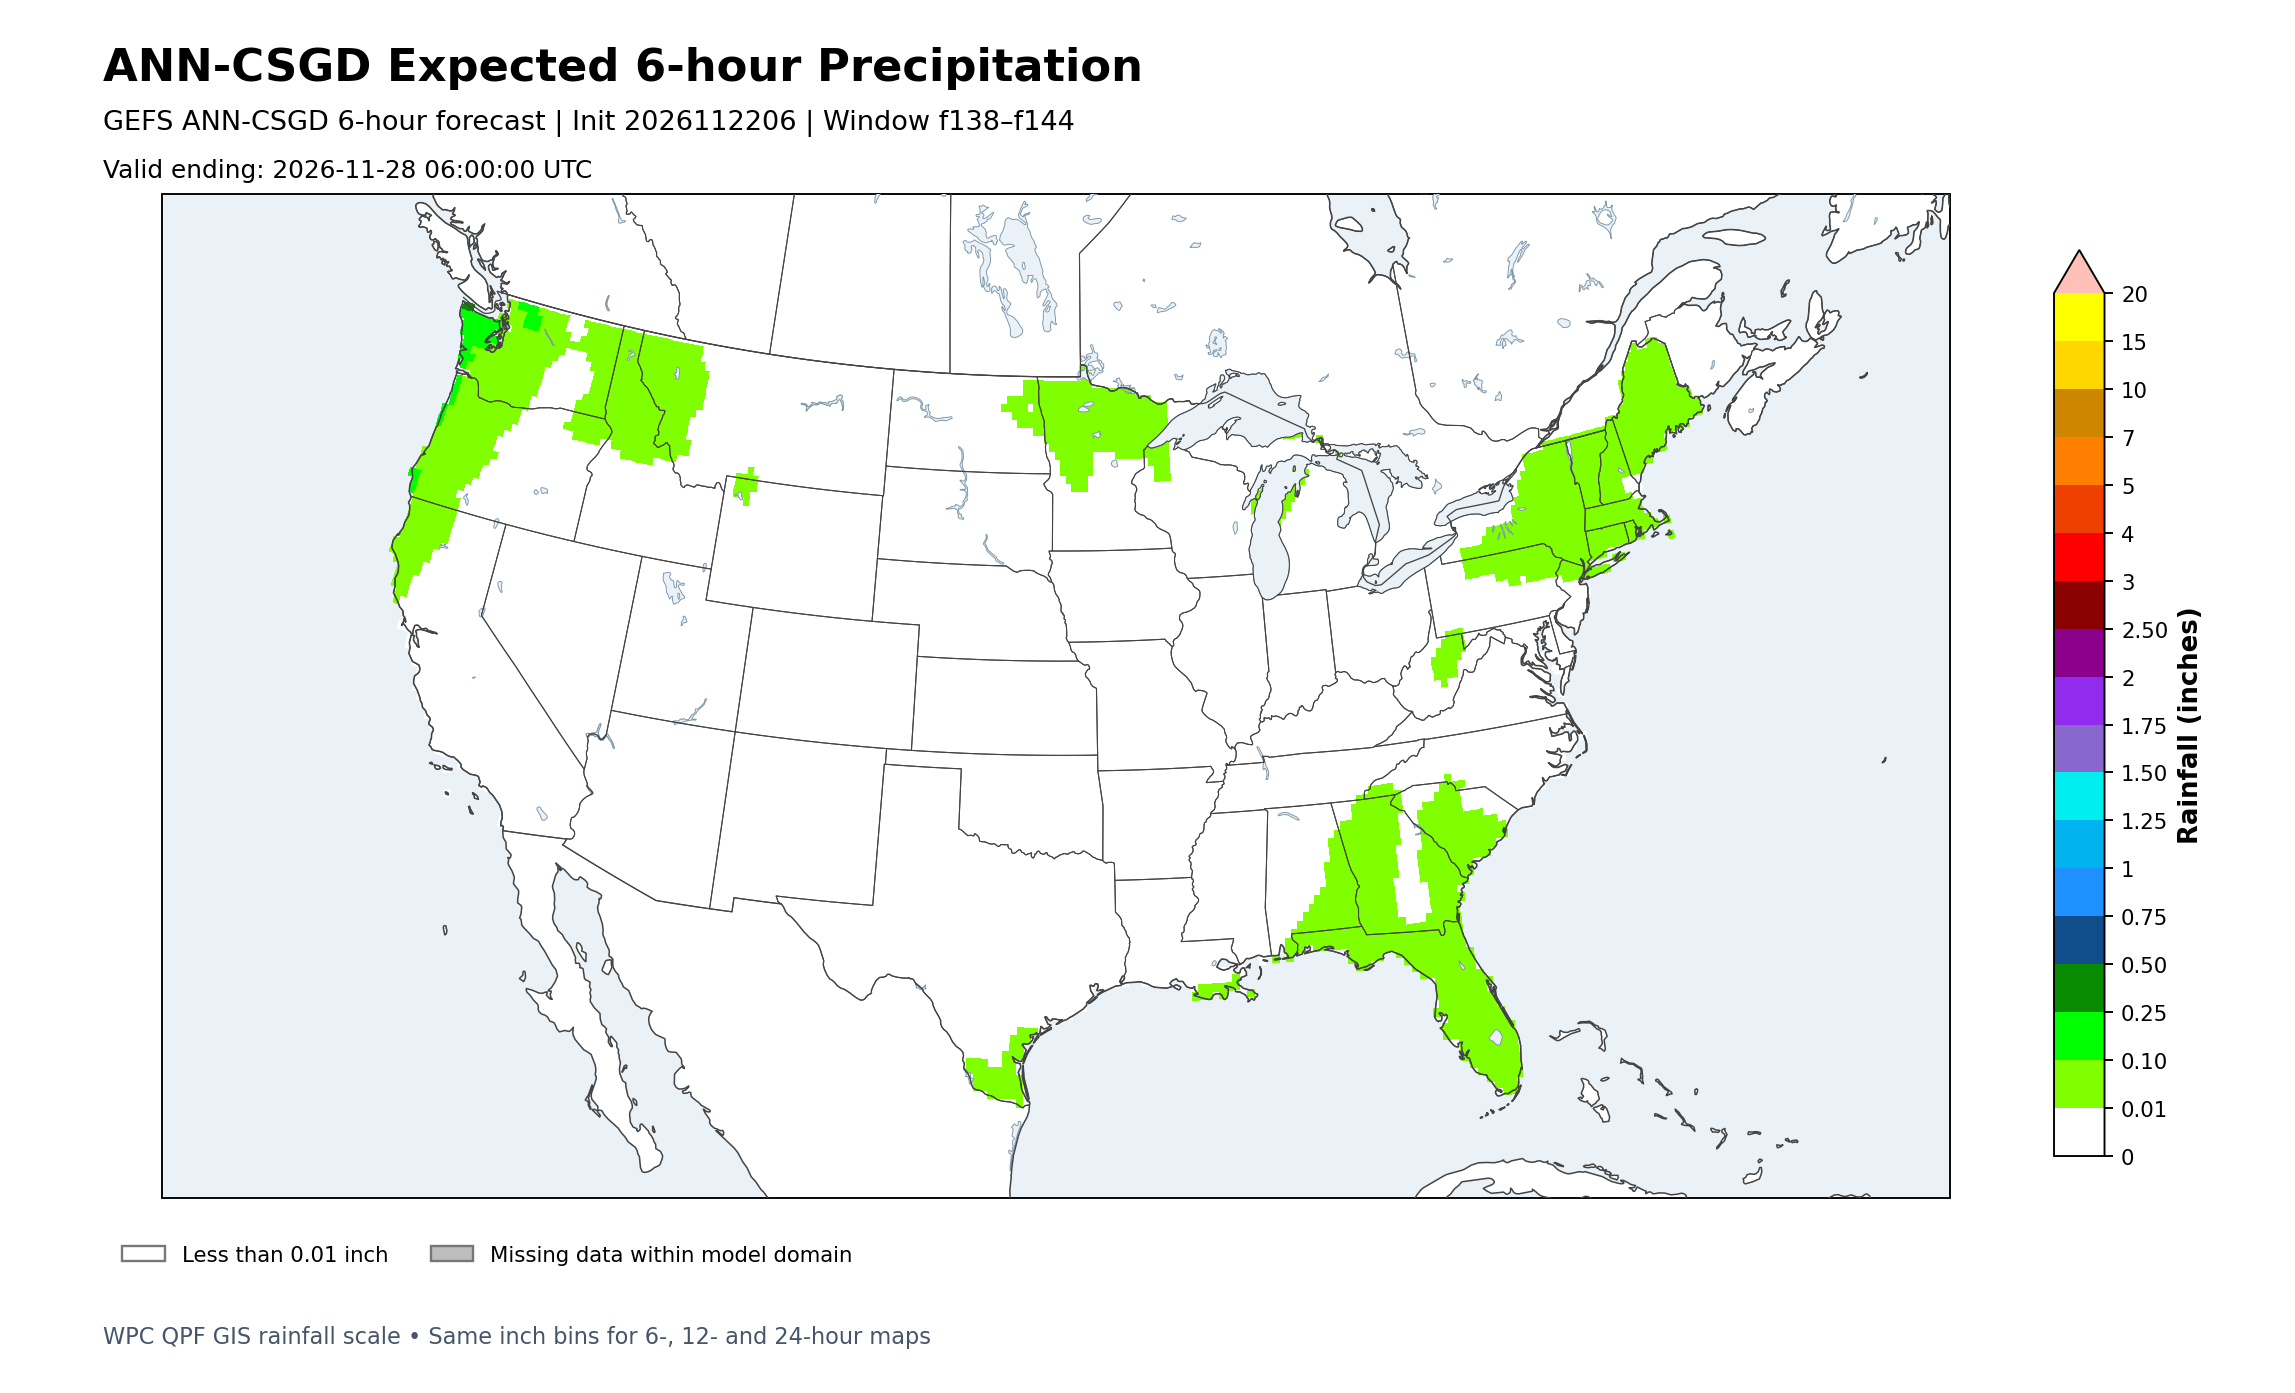 ANN-CSGD Expected 6-hour Precipitation
GEFS ANN-CSGD 6-hour forecast | Init 2026112206 | Window f138–f144
Valid ending: 2026-11-28 06:00:00 UTC
20
15
10
7
5
4
3
2.50
2
1.75
1.50
1.25
1
0.75
0.50
0.25
0.10
0.01
0
Rainfall (inches)
Less than 0.01 inch
Missing data within model domain
WPC QPF GIS rainfall scale • Same inch bins for 6-, 12- and 24-hour maps